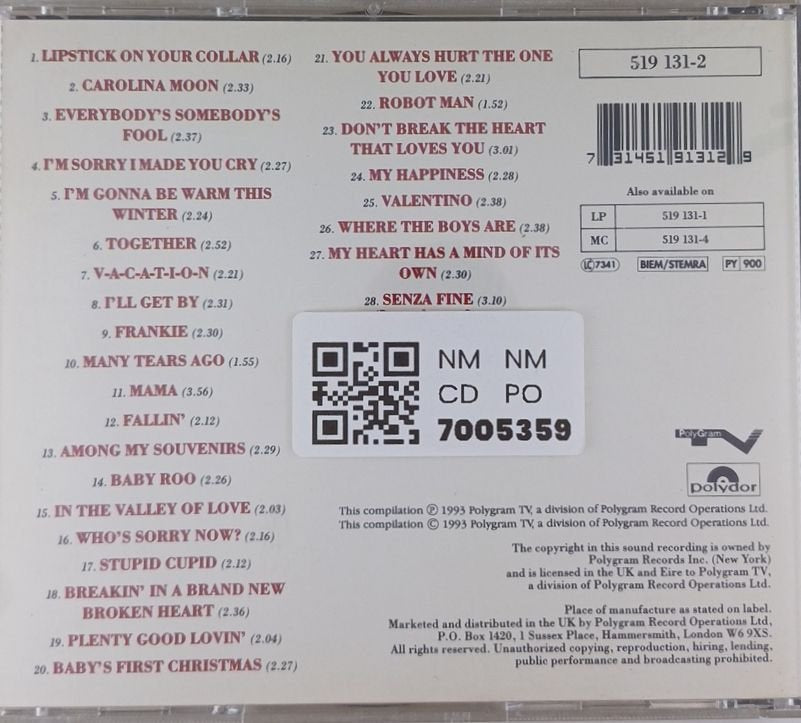 1. LIPSTICK ON YOUR COLLAR (2.16)
2. CAROLINA MOON (2.33)
3. EVERYBODY'S SOMEBODY'S
FOOL (2.37)
4. I'M SORRY I MADE YOU CRY (2.27)
5. I'M GONNA BE WARM THIS
WINTER (2.24)
6. TOGETHER (2.52)
7. V-A-C-A-T-I-O-N (2.21)
8. I'LL GET BY (2.31)
9. FRANKIE (2.30)
10. MANY TEARS AGO (1.55)
11. MAMA (3.56)
12. FALLIN' (2.12)
13. AMONG MY SOUVENIRS (2.29)
14. BABY ROO (2.26)
15. IN THE VALLEY OF LOVE (2.03)
16. WHO'S SORRY NOW? (2.16)
17. STUPID CUPID (2.12)
18. BREAKIN' IN A BRAND NEW
BROKEN HEART (2.36)
19. PLENTY GOOD LOVIN' (2.04)
20. BABY'S FIRST CHRISTMAS (2.27)
21. YOU ALWAYS HURT THE ONE
YOU LOVE (2.21)
22. ROBOT MAN (1.52)
23. DON'T BREAK THE HEART
THAT LOVES YOU (3.01)
24. MY HAPPINESS (2.28)
25. VALENTINO (2.38)
26. WHERE THE BOYS ARE (2.38)
27. MY HEART HAS A MIND OF ITS
OWN (2.30)
28. SENZA FINE (3.10)
NM NM
CD PO
7005359
519 131-2
7 31451 91312 9
Also available on
LP 519 131-1
MC 519 131-4
LC 7341 BIEM/STEMRA PY 900
PolyGram TV
polydor
This compilation Ⓟ 1993 Polygram TV, a division of Polygram Record Operations Ltd.
This compilation © 1993 Polygram TV, a division of Polygram Record Operations Ltd.
The copyright in this sound recording is owned by
Polygram Records Inc. (New York)
and is licensed in the UK and Eire to Polygram TV,
a division of Polygram Record Operations Ltd.
Place of manufacture as stated on label.
Marketed and distributed in the UK by Polygram Record Operations Ltd,
P.O. Box 1420, 1 Sussex Place, Hammersmith, London W6 9XS.
All rights reserved. Unauthorized copying, reproduction, hiring, lending,
public performance and broadcasting prohibited.